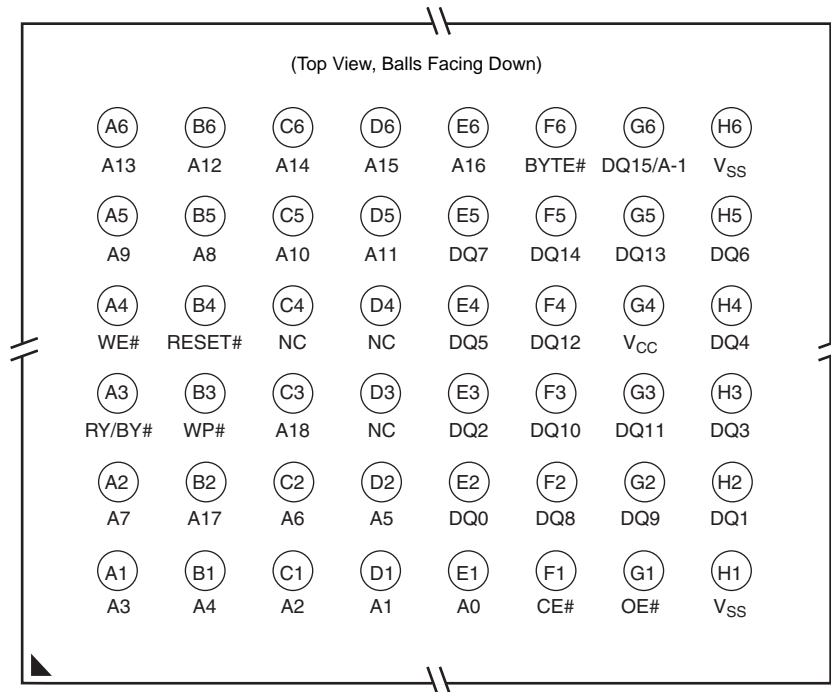 (Top View, Balls Facing Down)
A6 B6 C6 D6 E6 F6 G6 H6
A13 A12 A14 A15 A16 BYTE# DQ15/A-1 VSS
A5 B5 C5 D5 E5 F5 G5 H5
A9 A8 A10 A11 DQ7 DQ14 DQ13 DQ6
A4 B4 C4 D4 E4 F4 G4 H4
WE# RESET# NC NC DQ5 DQ12 VCC DQ4
A3 B3 C3 D3 E3 F3 G3 H3
RY/BY# WP# A18 NC DQ2 DQ10 DQ11 DQ3
A2 B2 C2 D2 E2 F2 G2 H2
A7 A17 A6 A5 DQ0 DQ8 DQ9 DQ1
A1 B1 C1 D1 E1 F1 G1 H1
A3 A4 A2 A1 A0 CE# OE# VSS